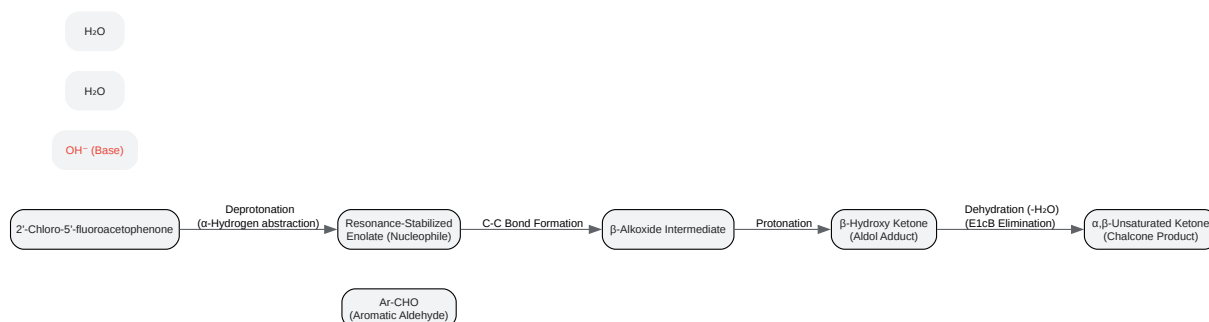 H₂O
H₂O
OH⁻ (Base)
2'-Chloro-5'-fluoroacetophenone
Deprotonation
(α-Hydrogen abstraction)
Resonance-Stabilized
Enolate (Nucleophile)
C-C Bond Formation
β-Alkoxide Intermediate
Protonation
β-Hydroxy Ketone
(Aldol Adduct)
Dehydration (-H₂O)
(E1cB Elimination)
α,β-Unsaturated Ketone
(Chalcone Product)
Ar-CHO
(Aromatic Aldehyde)